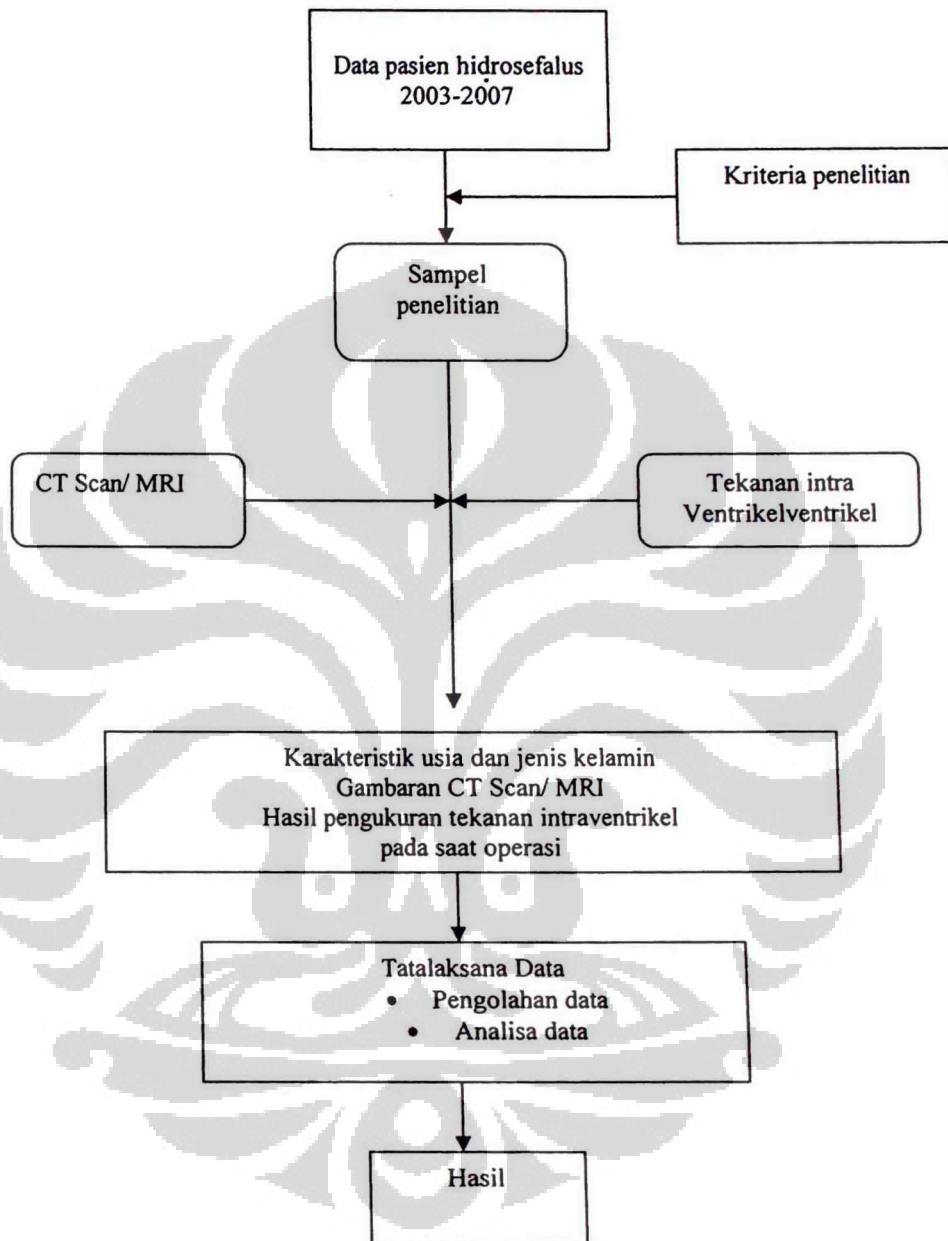 Data pasien hidrosefalus
2003-2007
Kriteria penelitian
Sampel
penelitian
CT Scan/ MRI
Tekanan intra
Ventrikelventrikel
Karakteristik usia dan jenis kelamin
Gambaran CT Scan/ MRI
Hasil pengukuran tekanan intraventrikel
pada saat operasi
Tatalaksana Data
• Pengolahan data
• Analisa data
Hasil